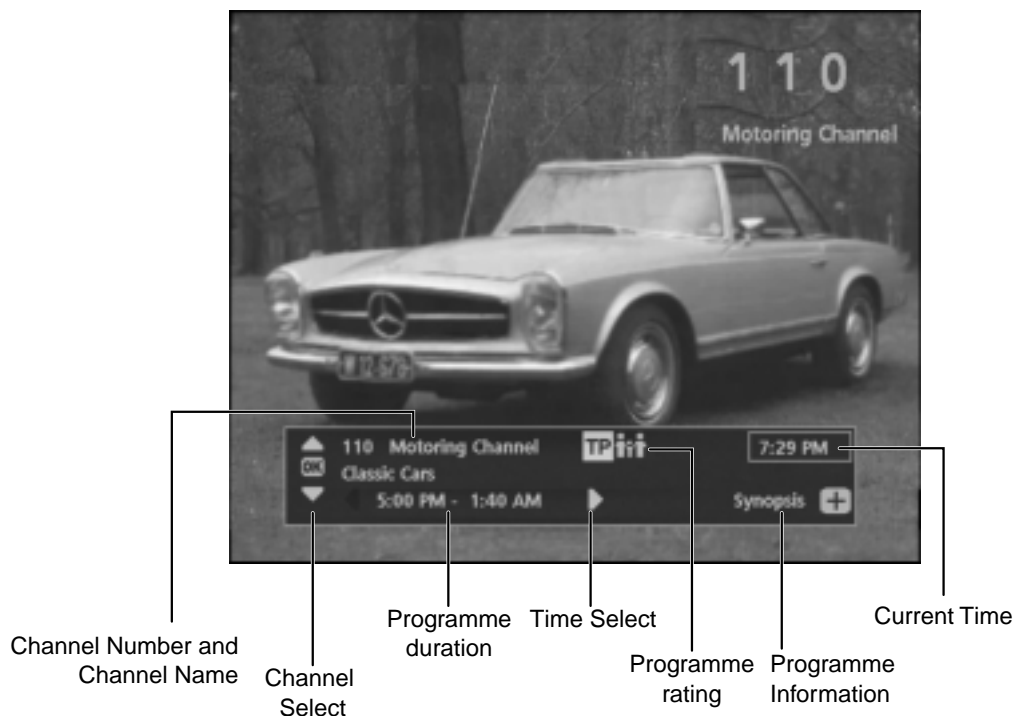 1 1 0
Motoring Channel
110 Motoring Channel TP 7:29 PM
OK
Classic Cars
5:00 PM - 1:40 AM Synopsis +
Channel Number and
Channel Name
Channel
Select
Programme
duration
Time Select
Programme
rating
Programme
Information
Current Time